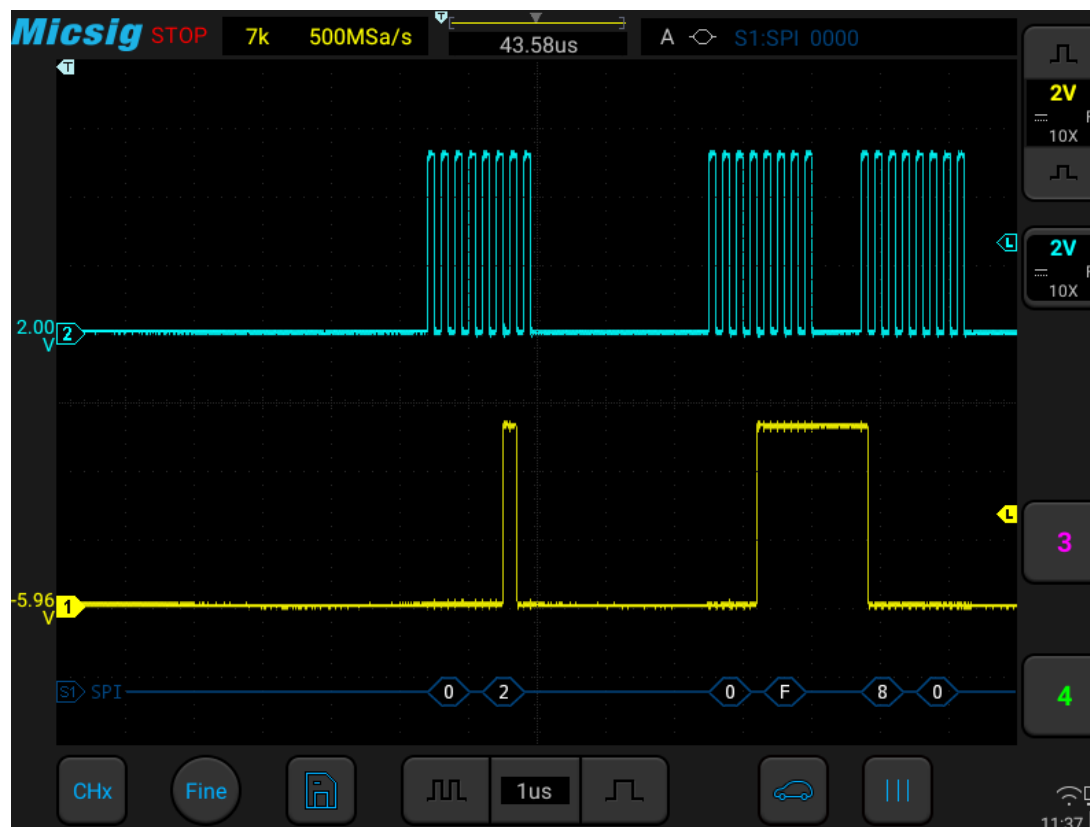 Micsig STOP 7k 500MSa/s T 43.58us A S1:SPI 0000
T
2V
F
10X
L
2V
F
10X
2.00
V
2
L
-5.96
V
1
3
S1 SPI 0 2 0 F 8 0
4
CHx Fine 1us
11:37